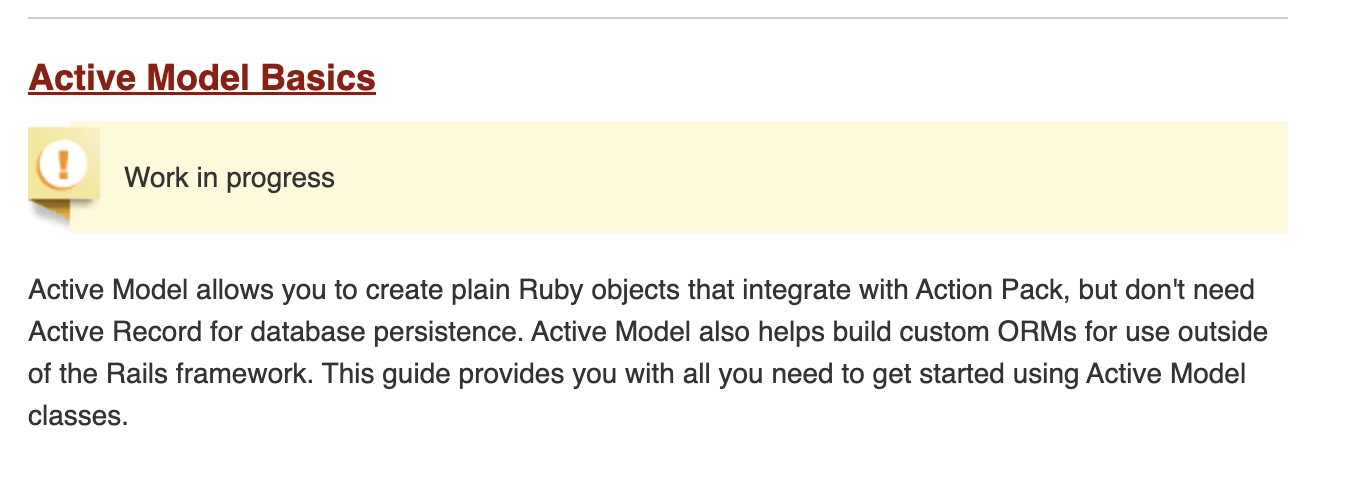 Active Model Basics
Work in progress
Active Model allows you to create plain Ruby objects that integrate with Action Pack, but don't need
Active Record for database persistence. Active Model also helps build custom ORMs for use outside
of the Rails framework. This guide provides you with all you need to get started using Active Model
classes.